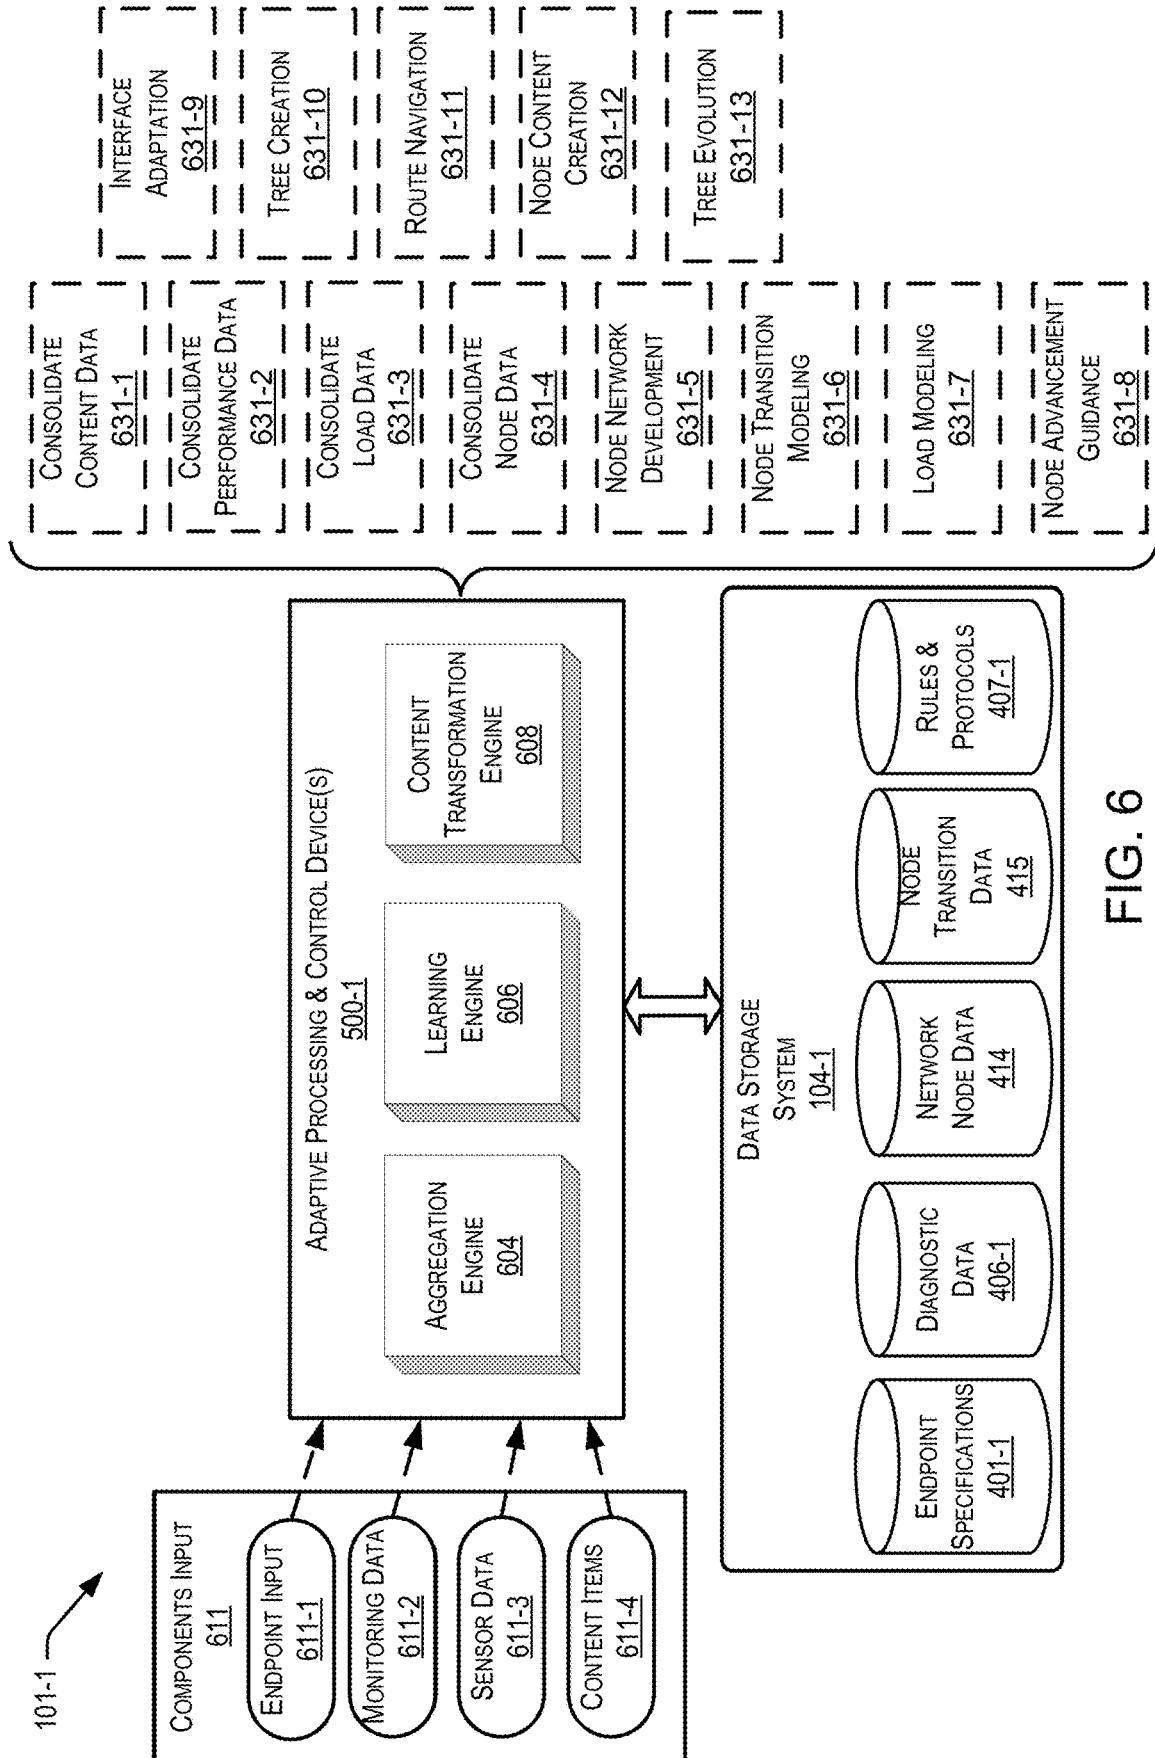 101-1
COMPONENTS INPUT
611
ENDPOINT INPUT
611-1
MONITORING DATA
611-2
SENSOR DATA
611-3
CONTENT ITEMS
611-4
ADAPTIVE PROCESSING & CONTROL DEVICE(S)
500-1
AGGREGATION
ENGINE
604
LEARNING
ENGINE
606
CONTENT
TRANSFORMATION
ENGINE
608
DATA STORAGE
SYSTEM
104-1
ENDPOINT
SPECIFICATIONS
401-1
DIAGNOSTIC
DATA
406-1
NETWORK
NODE DATA
414
NODE
TRANSITION
DATA
415
RULES &
PROTOCOLS
407-1
CONSOLIDATE
CONTENT DATA
631-1
CONSOLIDATE
PERFORMANCE DATA
631-2
CONSOLIDATE
LOAD DATA
631-3
CONSOLIDATE
NODE DATA
631-4
NODE NETWORK
DEVELOPMENT
631-5
NODE TRANSITION
MODELING
631-6
LOAD MODELING
631-7
NODE ADVANCEMENT
GUIDANCE
631-8
INTERFACE
ADAPTATION
631-9
TREE CREATION
631-10
ROUTE NAVIGATION
631-11
NODE CONTENT
CREATION
631-12
TREE EVOLUTION
631-13
FIG. 6